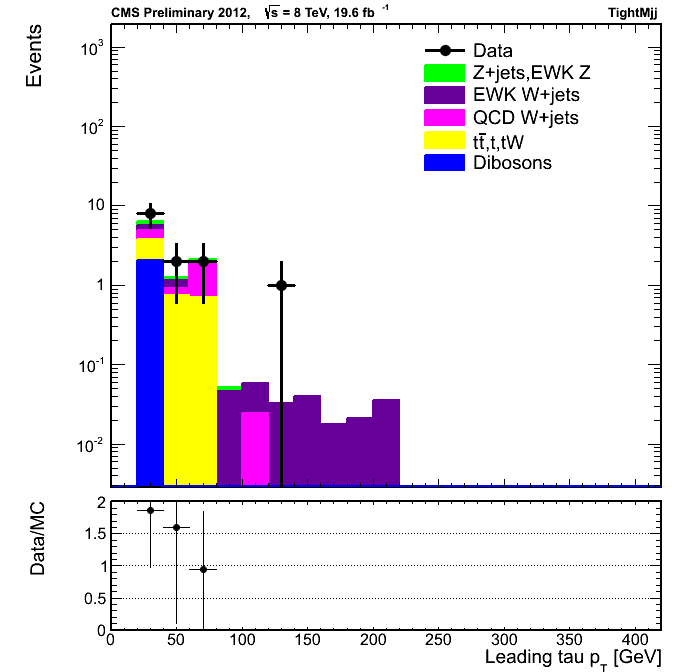 CMS Preliminary 2012, √s = 8 TeV, 19.6 fb⁻¹ TightMjj
Events
10³
10²
10
1
10⁻¹
10⁻²
Data
Z+jets,EWK Z
EWK W+jets
QCD W+jets
tt̄,t,tW
Dibosons
Data/MC
2
1.5
1
0.5
0
0 50 100 150 200 250 300 350 400
Leading tau p_T [GeV]